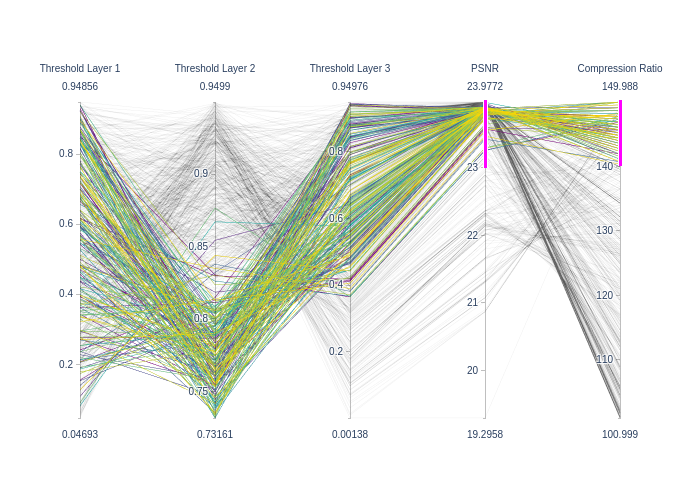 Threshold Layer 1 Threshold Layer 2 Threshold Layer 3 PSNR Compression Ratio
0.94856 0.9499 0.94976 23.9772 149.988
0.8 0.9 0.8 23 140
0.6 0.85 0.6 22 130
0.4 0.8 0.4 21 120
0.2 0.75 0.2 20 110
0.04693 0.73161 0.00138 19.2958 100.999